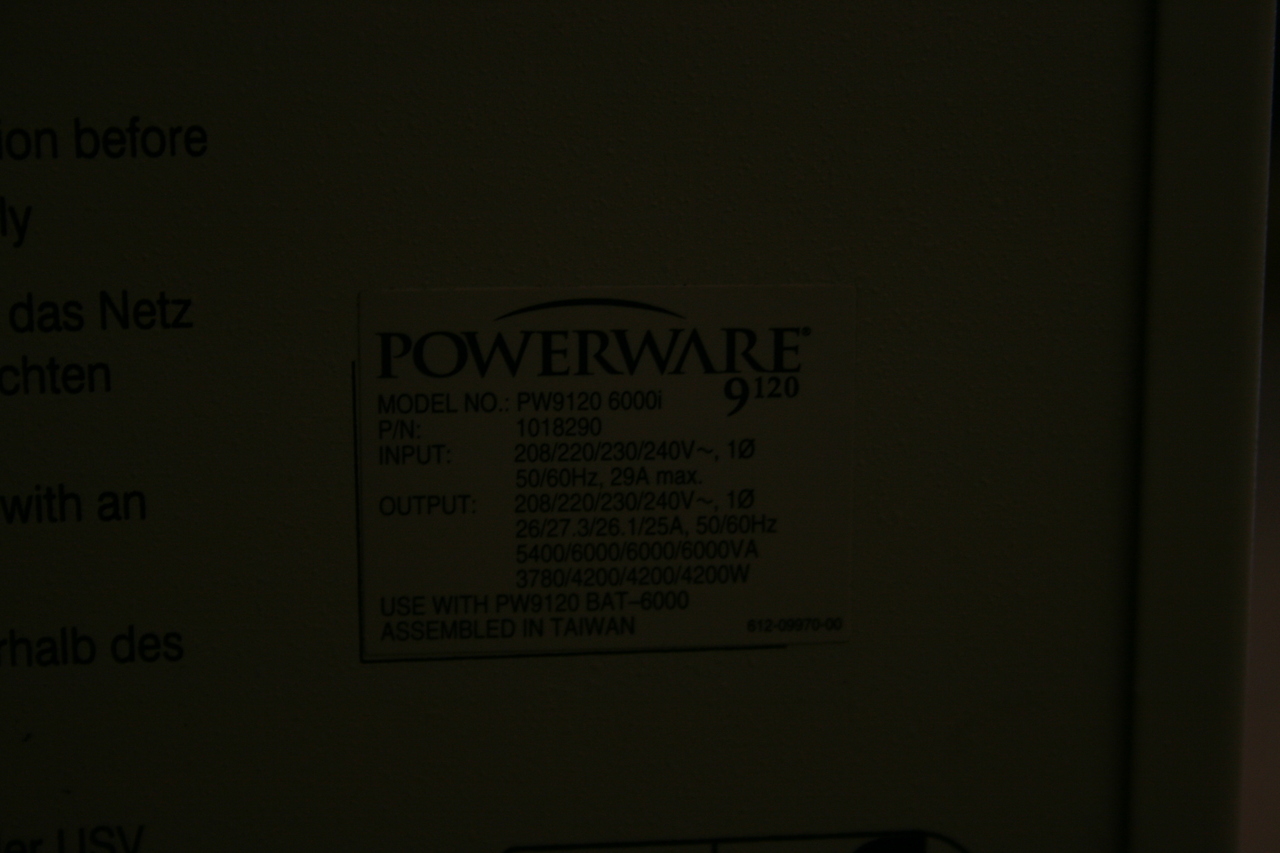 ion before
ly
das Netz
chten
with an
rhalb des
der USV
POWERWARE®
9120
MODEL NO.: PW9120 6000i
P/N: 1018290
INPUT: 208/220/230/240V~, 1Ø
50/60Hz, 29A max.
OUTPUT: 208/220/230/240V~, 1Ø
26/27.3/26.1/25A, 50/60Hz
5400/6000/6000/6000VA
3780/4200/4200/4200W
USE WITH PW9120 BAT-6000
ASSEMBLED IN TAIWAN 612-09970-00